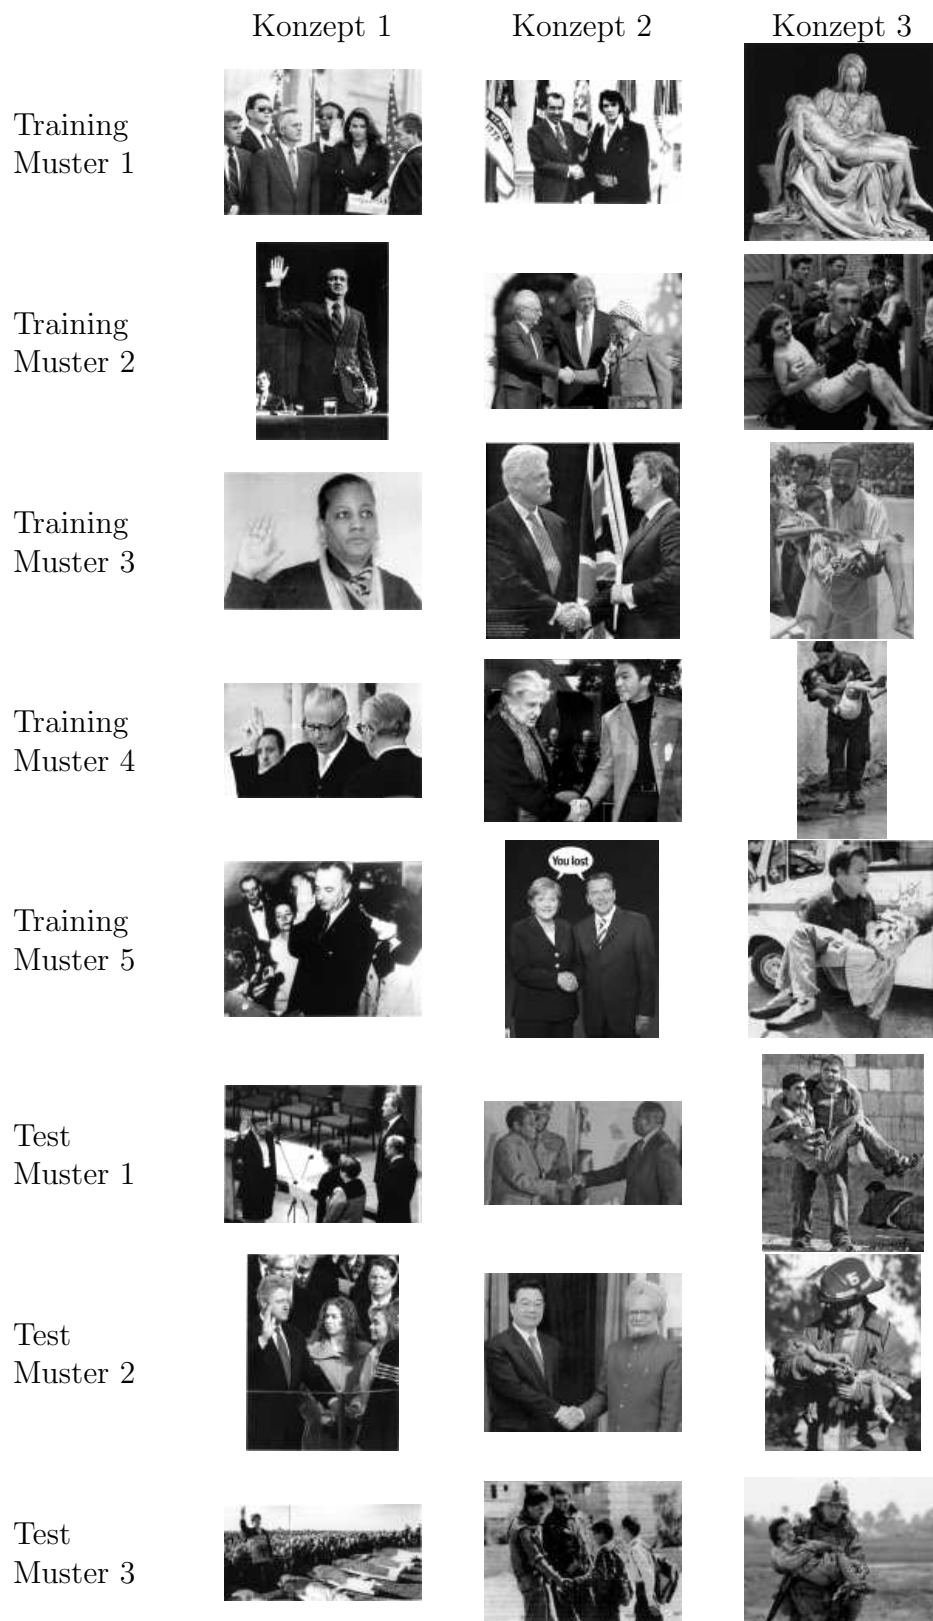 Konzept 1 Konzept 2 Konzept 3
Training
Muster 1
Training
Muster 2
Training
Muster 3
Training
Muster 4
Training
Muster 5
You lost
Test
Muster 1
Test
Muster 2
Test
Muster 3